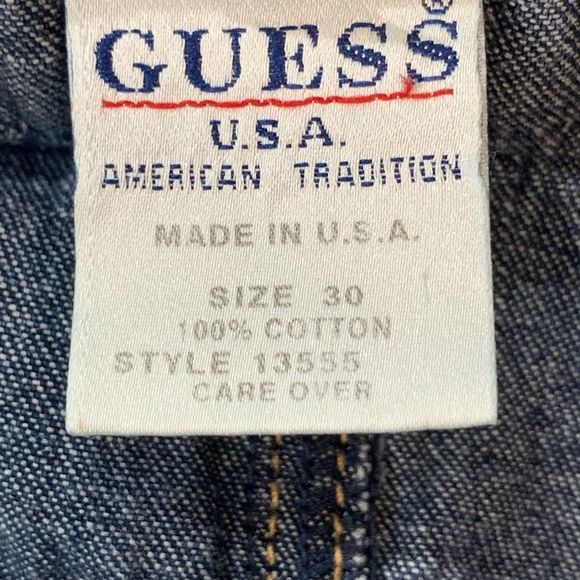 GUESS®
U.S.A.
AMERICAN TRADITION
MADE IN U.S.A.
SIZE 30
100% COTTON
STYLE 13555
CARE OVER